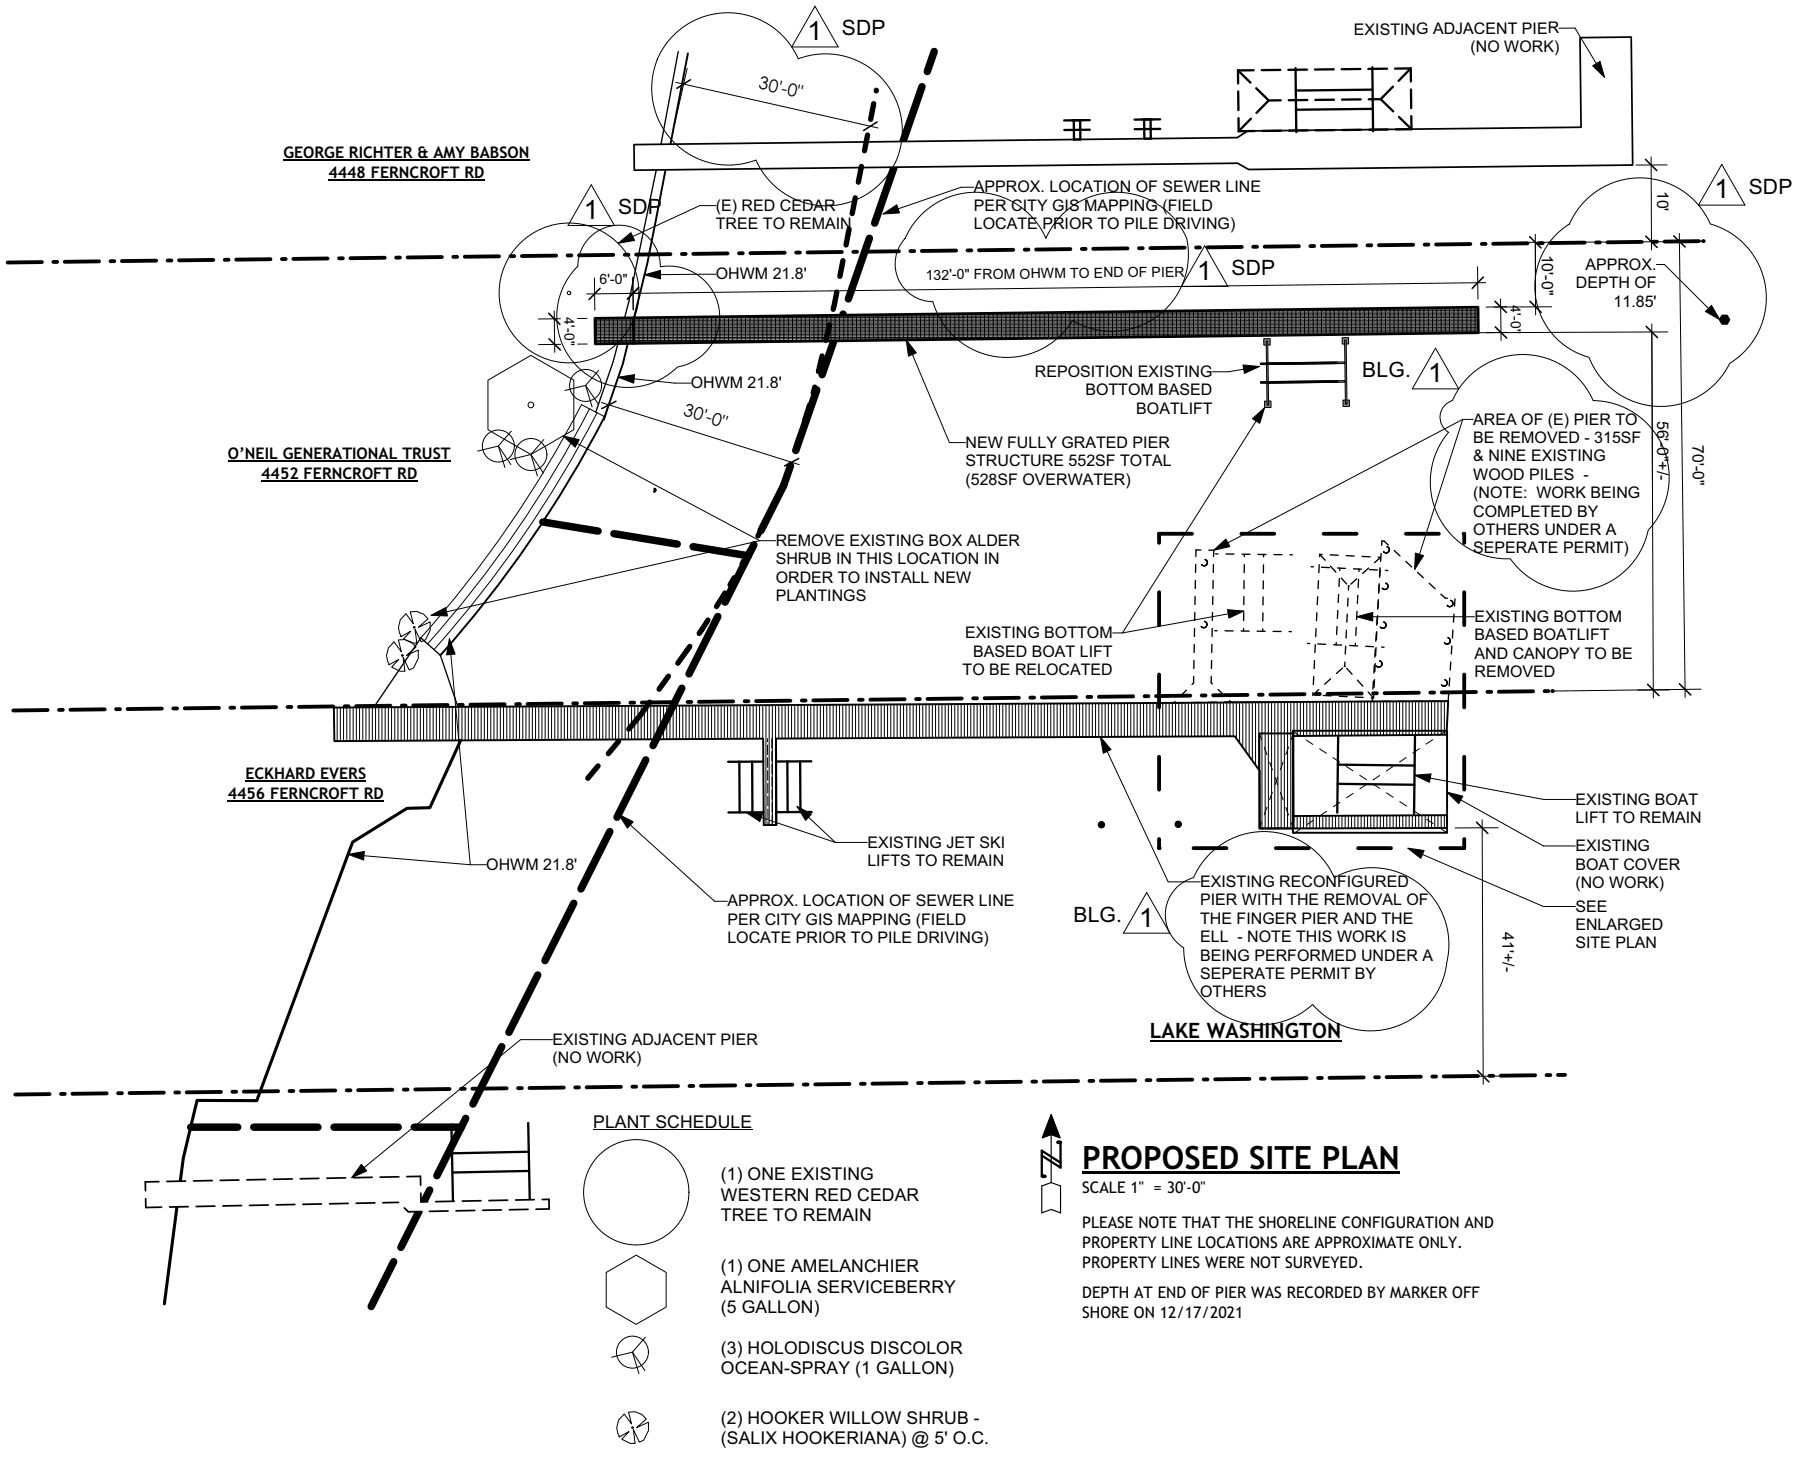 1
SDP
30'-0"
EXISTING ADJACENT PIER
(NO WORK)
GEORGE RICHTER & AMY BABSON
4448 FERNCROFT RD
1
SDP
(E) RED CEDAR
TREE TO REMAIN
APPROX. LOCATION OF SEWER LINE
PER CITY GIS MAPPING (FIELD
LOCATE PRIOR TO PILE DRIVING)
10'
1
SDP
6'-0"
OHWM 21.8'
132'-0" FROM OHWM TO END OF PIER
1
SDP
10'-0"
APPROX.
DEPTH OF
11.85'
4'-0"
4'-0"
OHWM 21.8'
30'-0"
REPOSITION EXISTING
BOTTOM BASED
BOATLIFT
BLG.
1
NEW FULLY GRATED PIER
STRUCTURE 552SF TOTAL
(528SF OVERWATER)
AREA OF (E) PIER TO
BE REMOVED - 315SF
& NINE EXISTING
WOOD PILES -
(NOTE: WORK BEING
COMPLETED BY
OTHERS UNDER A
SEPERATE PERMIT)
56'-0"+/-
70'-0"
O'NEIL GENERATIONAL TRUST
4452 FERNCROFT RD
REMOVE EXISTING BOX ALDER
SHRUB IN THIS LOCATION IN
ORDER TO INSTALL NEW
PLANTINGS
EXISTING BOTTOM
BASED BOAT LIFT
TO BE RELOCATED
EXISTING BOTTOM
BASED BOATLIFT
AND CANOPY TO BE
REMOVED
ECKHARD EVERS
4456 FERNCROFT RD
OHWM 21.8'
EXISTING JET SKI
LIFTS TO REMAIN
EXISTING BOAT
LIFT TO REMAIN
EXISTING
BOAT COVER
(NO WORK)
SEE
ENLARGED
SITE PLAN
APPROX. LOCATION OF SEWER LINE
PER CITY GIS MAPPING (FIELD
LOCATE PRIOR TO PILE DRIVING)
BLG.
1
EXISTING RECONFIGURED
PIER WITH THE REMOVAL OF
THE FINGER PIER AND THE
ELL - NOTE THIS WORK IS
BEING PERFORMED UNDER A
SEPERATE PERMIT BY
OTHERS
41'+/-
LAKE WASHINGTON
EXISTING ADJACENT PIER
(NO WORK)
PLANT SCHEDULE
(1) ONE EXISTING
WESTERN RED CEDAR
TREE TO REMAIN
(1) ONE AMELANCHIER
ALNIFOLIA SERVICEBERRY
(5 GALLON)
(3) HOLODISCUS DISCOLOR
OCEAN-SPRAY (1 GALLON)
(2) HOOKER WILLOW SHRUB -
(SALIX HOOKERIANA) @ 5' O.C.
N
PROPOSED SITE PLAN
SCALE 1" = 30'-0"
PLEASE NOTE THAT THE SHORELINE CONFIGURATION AND
PROPERTY LINE LOCATIONS ARE APPROXIMATE ONLY.
PROPERTY LINES WERE NOT SURVEYED.
DEPTH AT END OF PIER WAS RECORDED BY MARKER OFF
SHORE ON 12/17/2021